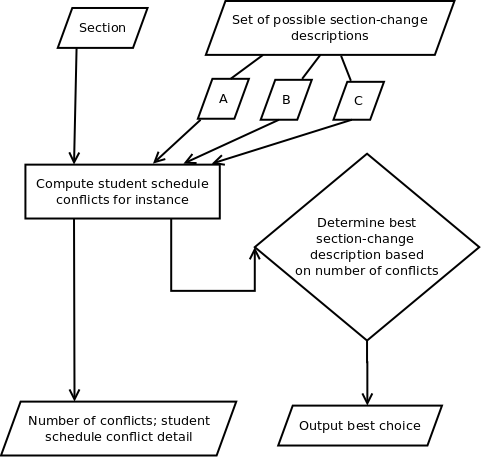 Section
Set of possible section-change
descriptions
A
B
C
Compute student schedule
conflicts for instance
Determine best
section-change
description based
on number of conflicts
Number of conflicts; student
schedule conflict detail
Output best choice